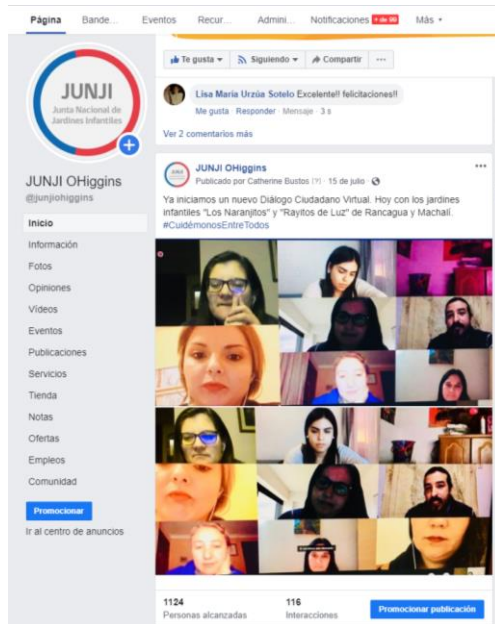 Página Bande... Eventos Recur... Admini... Notificaciones + de 99 Más
Te gusta Siguiendo Compartir ...
JUNJI
Junta Nacional de
Jardines Infantiles
Lisa María Urzúa Sotelo Excelente!! felicitaciones!!
Me gusta · Responder · Mensaje · 3 s
Ver 2 comentarios más
JUNJI OHiggins
@junjiohiggins
Inicio
Información
Fotos
Opiniones
Vídeos
Eventos
Publicaciones
Servicios
Tienda
Notas
Ofertas
Empleos
Comunidad
Promocionar
Ir al centro de anuncios
JUNJI OHiggins
Publicado por Catherine Bustos [?] · 15 de julio ·
Ya iniciamos un nuevo Diálogo Ciudadano Virtual. Hoy con los jardines
infantiles "Los Naranjitos" y "Rayitos de Luz" de Rancagua y Machalí.
#CuidémonosEntreTodos
1124
Personas alcanzadas
116
Interacciones
Promocionar publicación